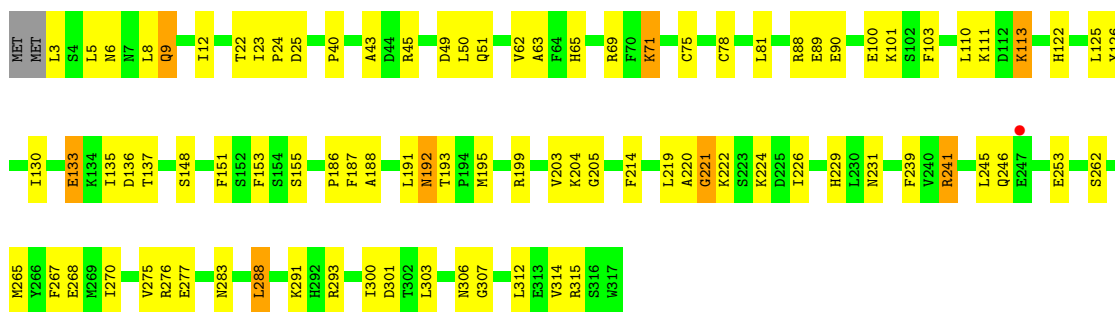 MET MET L3 S4 L5 N6 N7 L8 Q9 I12 T22 I23 P24 D25 P40 A43 D44 R45 D49 L50 Q51 V62 A63 F64 H65 R69 F70 K71 C75 C78 L81 R88 E89 E90 E100 K101 S102 F103 L110 K111 D112 K113 H122 L125
I130 E133 K134 I135 D136 T137 S148 F151 S152 F153 S154 S155 P186 F187 A188 L191 N192 T193 P194 M195 R199 V203 K204 G205 F214 L219 A220 G221 K222 S223 K224 D225 I226 H229 L230 N231 F239 V240 R241 L245 Q246 E247 E253 S262
M265 Y266 F267 E268 M269 I270 V275 R276 E277 N283 L288 K291 H292 R293 I300 D301 T302 L303 N306 G307 L312 E313 V314 R315 S316 W317